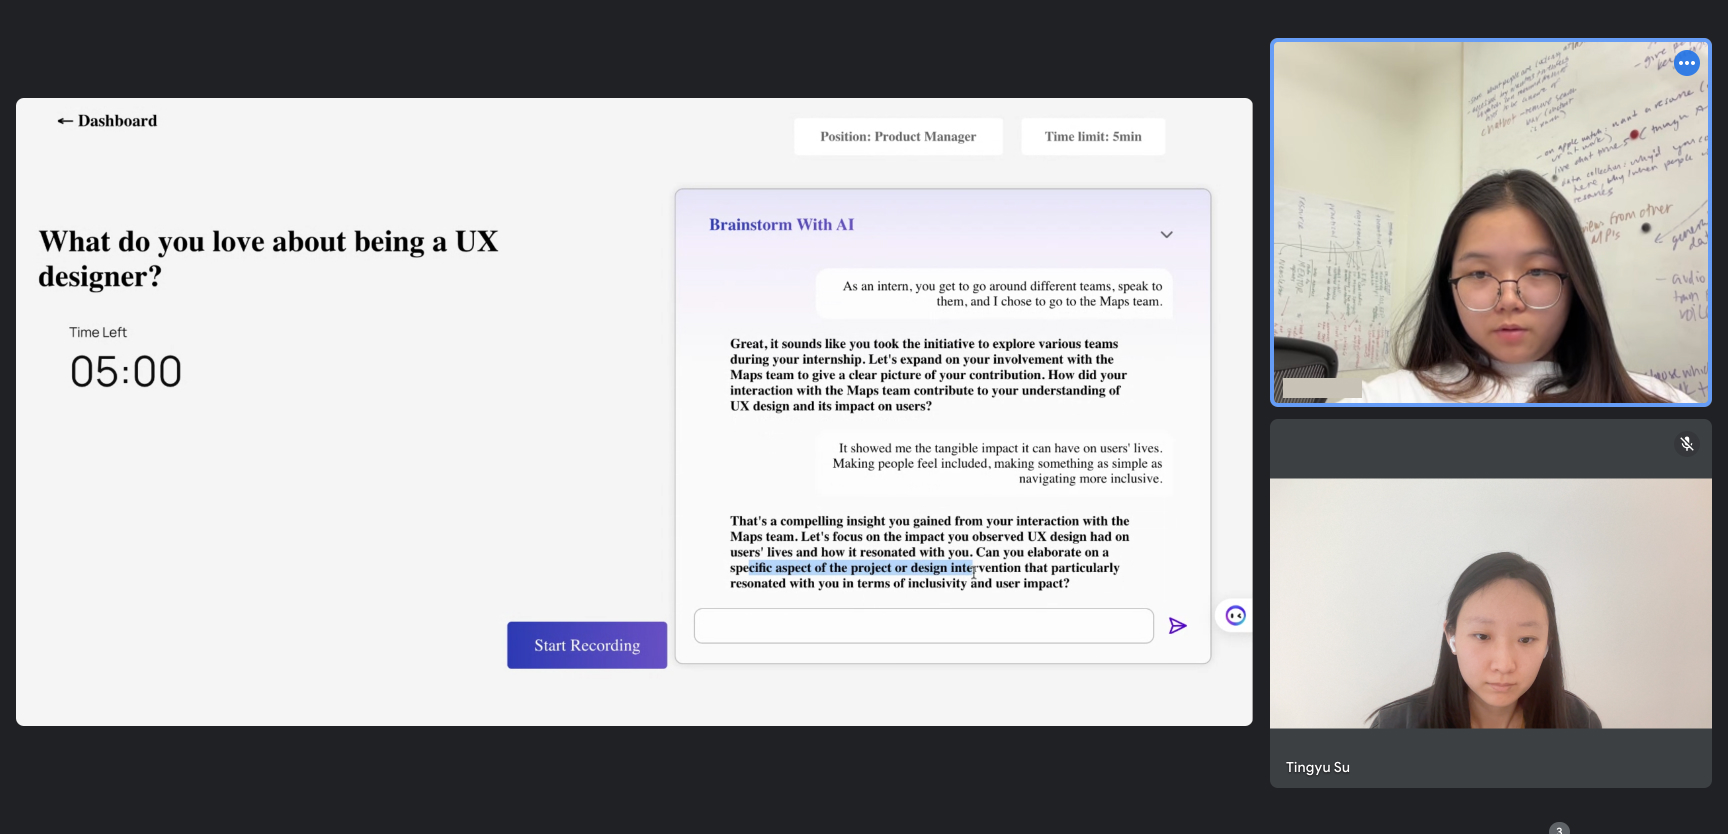 ← Dashboard
Position: Product Manager
Time limit: 5min
What do you love about being a UX
designer?
Time Left
05:00
Start Recording
Brainstorm With AI
As an intern, you get to go around different teams, speak to
them, and I chose to go to the Maps team.
Great, it sounds like you took the initiative to explore various teams
during your internship. Let's expand on your involvement with the
Maps team to give a clear picture of your contribution. How did your
interaction with the Maps team contribute to your understanding of
UX design and its impact on users?
It showed me the tangible impact it can have on users' lives.
Making people feel included, making something as simple as
navigating more inclusive.
That's a compelling insight you gained from your interaction with the
Maps team. Let's focus on the impact you observed UX design had on
users' lives and how it resonated with you. Can you elaborate on a
specific aspect of the project or design intervention that particularly
resonated with you in terms of inclusivity and user impact?
from other
MP's
audio
Tingyu Su
3